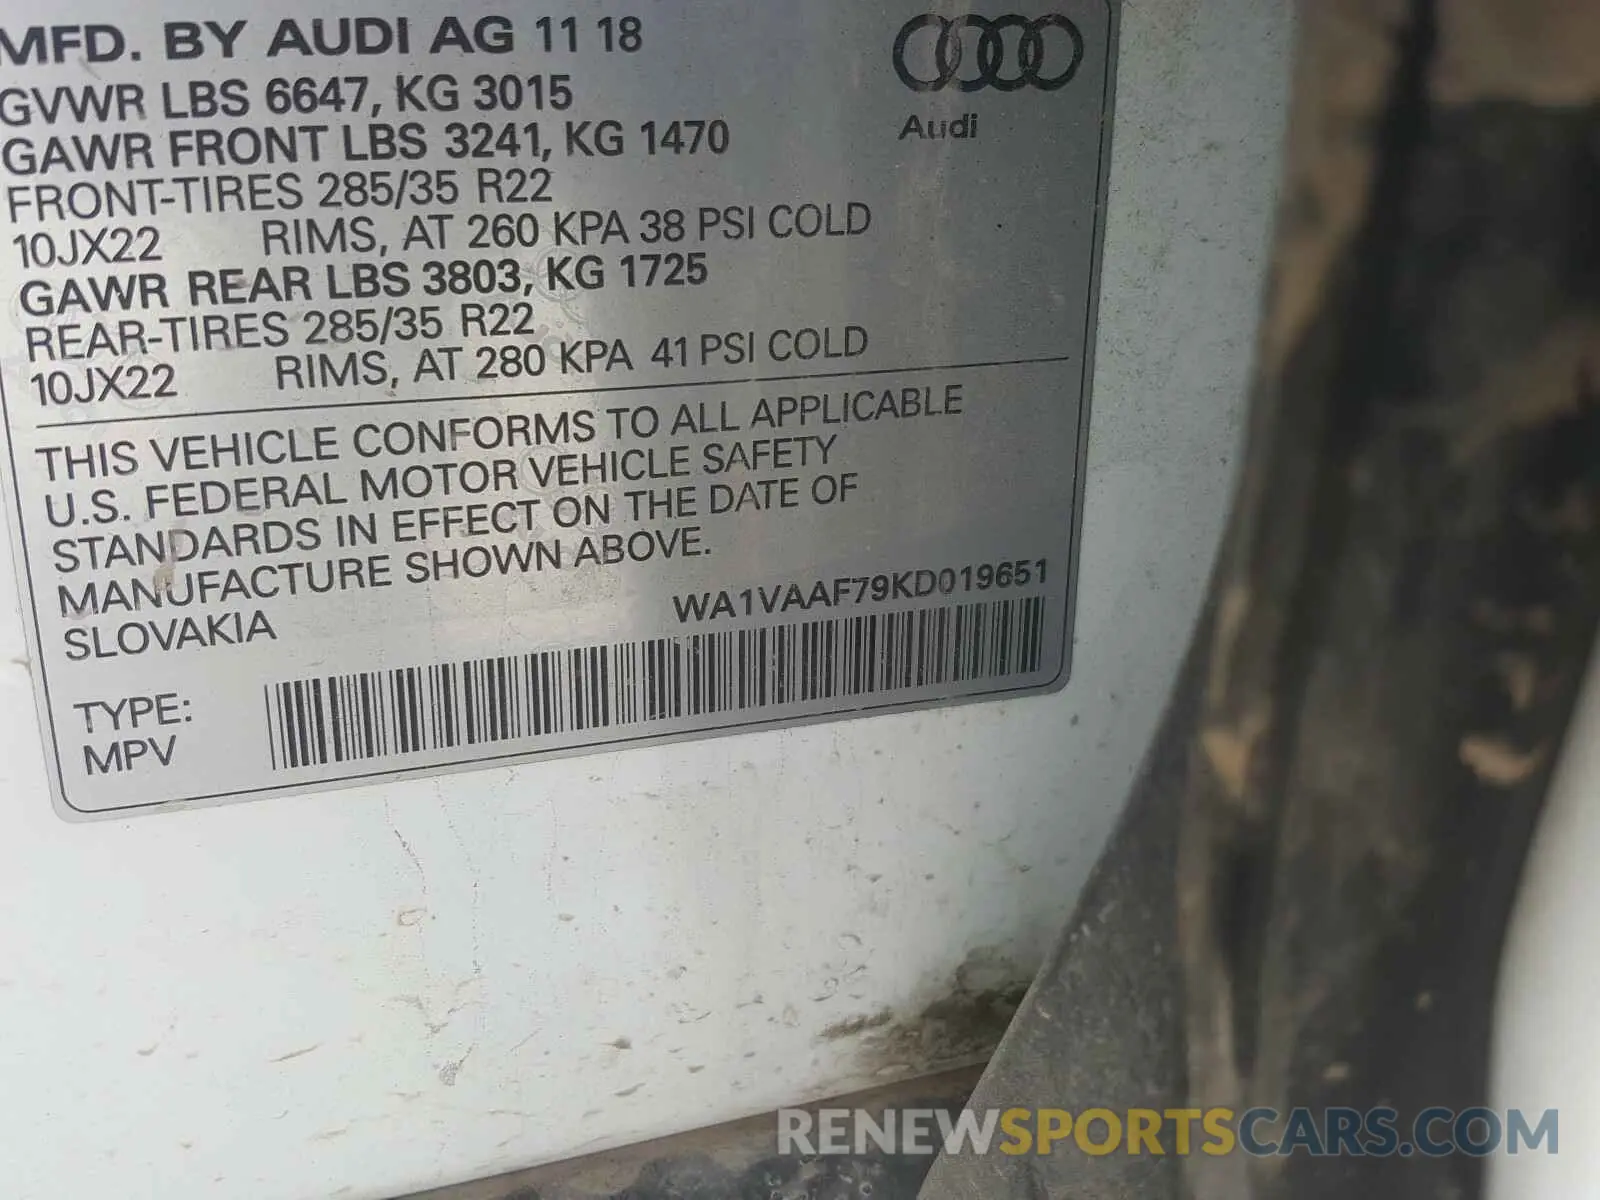 MFD. BY AUDI AG 11 18
GVWR LBS 6647, KG 3015
GAWR FRONT LBS 3241, KG 1470
FRONT-TIRES 285/35 R22
10JX22 RIMS, AT 260 KPA 38 PSI COLD
GAWR REAR LBS 3803, KG 1725
REAR-TIRES 285/35 R22
10JX22 RIMS, AT 280 KPA 41 PSI COLD
Audi
THIS VEHICLE CONFORMS TO ALL APPLICABLE
U.S. FEDERAL MOTOR VEHICLE SAFETY
STANDARDS IN EFFECT ON THE DATE OF
MANUFACTURE SHOWN ABOVE.
SLOVAKIA
WA1VAAF79KD019651
TYPE:
MPV
RENEWSPORTSCARS.COM